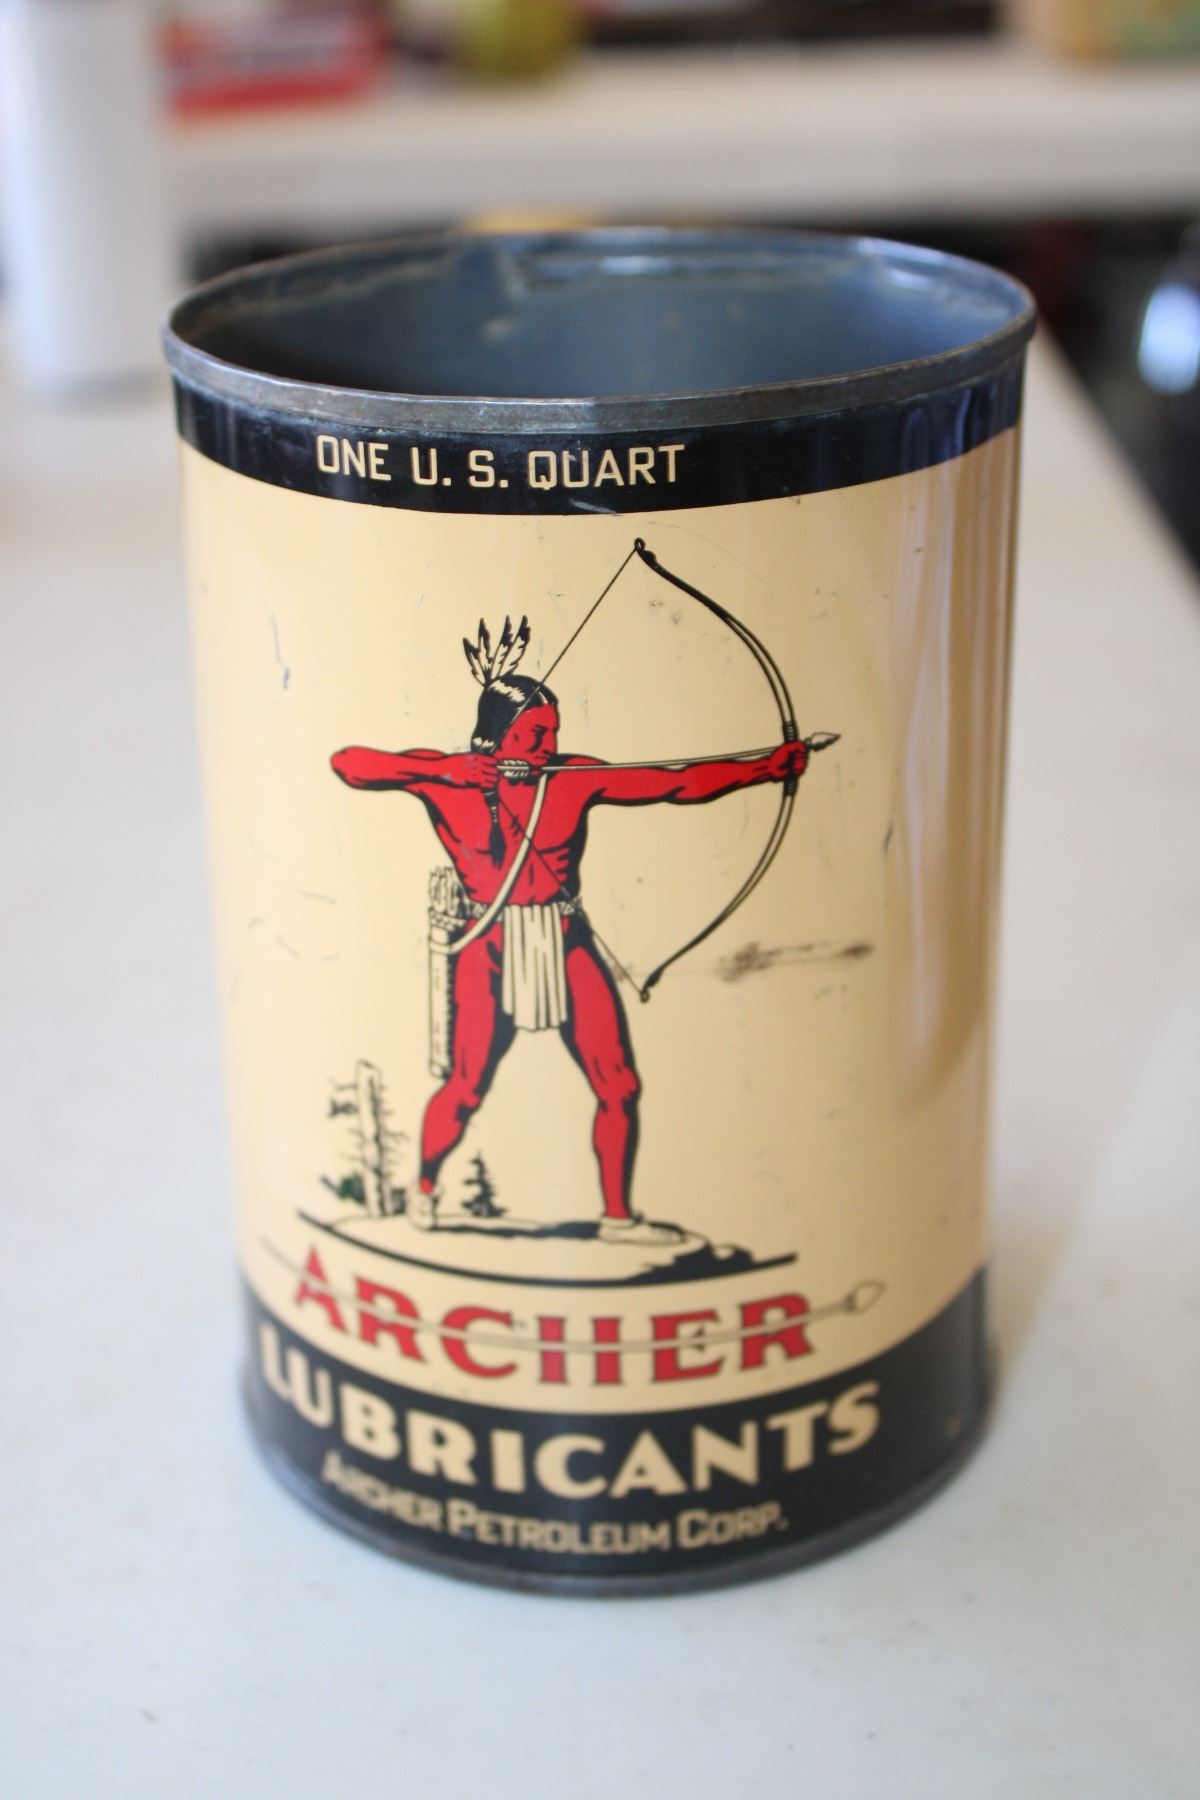 ONE U. S. QUART
ARCHER
LUBRICANTS
ARCHER PETROLEUM CORP.